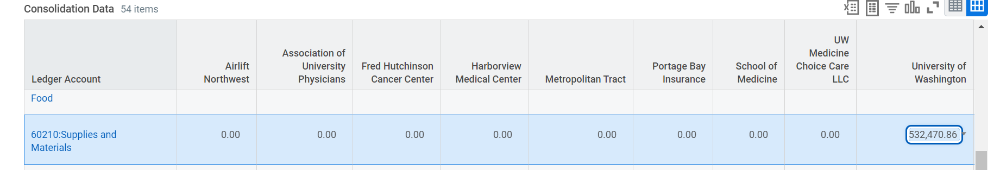 Consolidation Data 54 items
Ledger Account
Airlift
Northwest
Association of
University
Physicians
Fred Hutchinson
Cancer Center
Harborview
Medical Center
Metropolitan Tract
Portage Bay
Insurance
School of
Medicine
UW
Medicine
Choice Care
LLC
University of
Washington
Food
60210:Supplies and
Materials
0.00 0.00 0.00 0.00 0.00 0.00 0.00 0.00 532,470.86